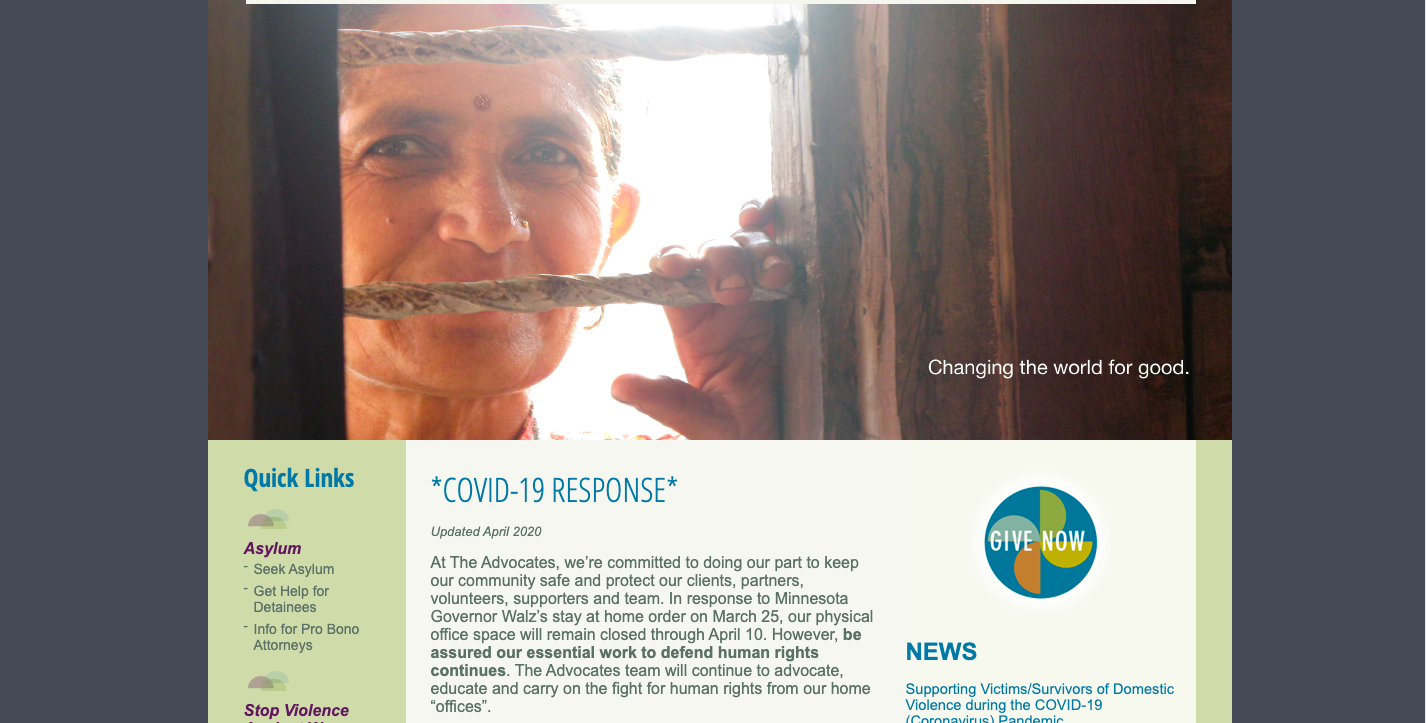 Changing the world for good.
Quick Links
Asylum
- Seek Asylum
- Get Help for
Detainees
- Info for Pro Bono
Attorneys
Stop Violence
*COVID-19 RESPONSE*
Updated April 2020
At The Advocates, we’re committed to doing our part to keep
our community safe and protect our clients, partners,
volunteers, supporters and team. In response to Minnesota
Governor Walz’s stay at home order on March 25, our physical
office space will remain closed through April 10. However, be
assured our essential work to defend human rights
continues. The Advocates team will continue to advocate,
educate and carry on the fight for human rights from our home
“offices”.
GIVE NOW
NEWS
Supporting Victims/Survivors of Domestic
Violence during the COVID-19
(Coronavirus) Pandemic